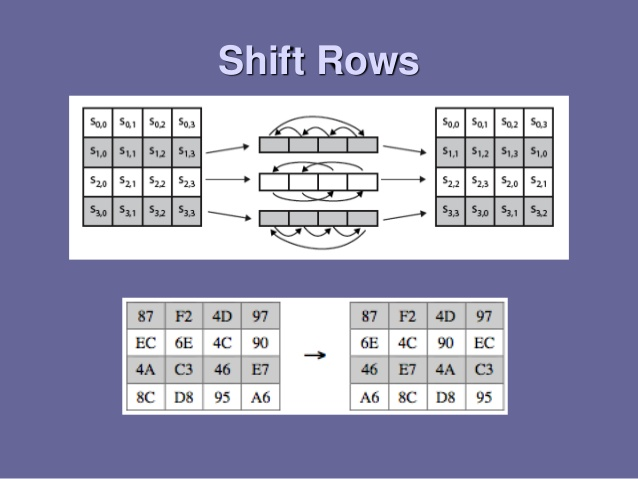 Shift Rows
S0,0 S0,1 S0,2 S0,3
S1,0 S1,1 S1,2 S1,3
S2,0 S2,1 S2,2 S2,3
S3,0 S3,1 S3,2 S3,3
S0,0 S0,1 S0,2 S0,3
S1,1 S1,2 S1,3 S1,0
S2,2 S2,3 S2,0 S2,1
S3,3 S3,0 S3,1 S3,2
87 F2 4D 97
EC 6E 4C 90
4A C3 46 E7
8C D8 95 A6
87 F2 4D 97
6E 4C 90 EC
46 E7 4A C3
A6 8C D8 95